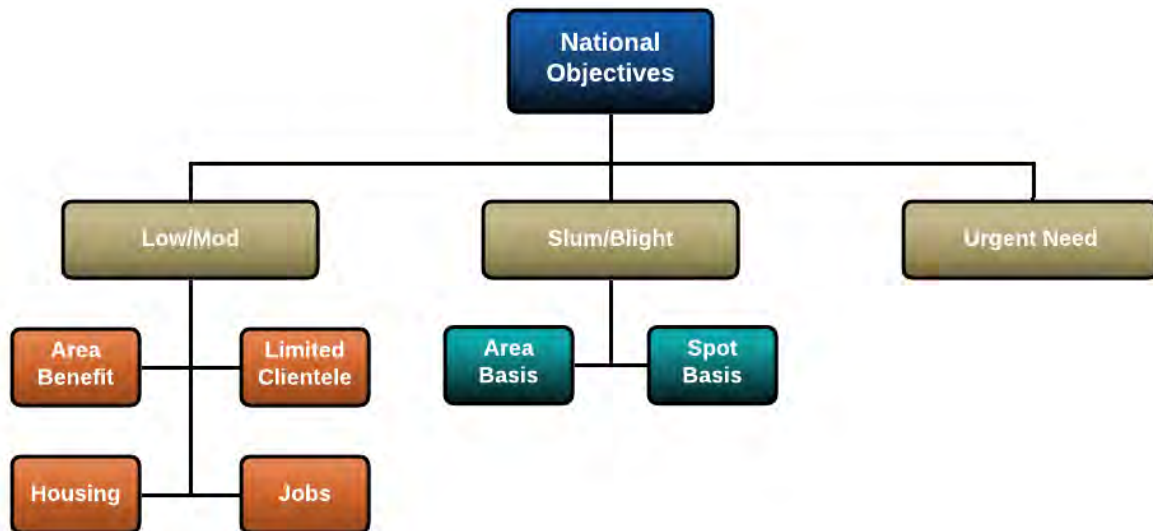 National
Objectives
Low/Mod
Slum/Blight
Urgent Need
Area
Benefit
Limited
Clientele
Area
Basis
Spot
Basis
Housing
Jobs